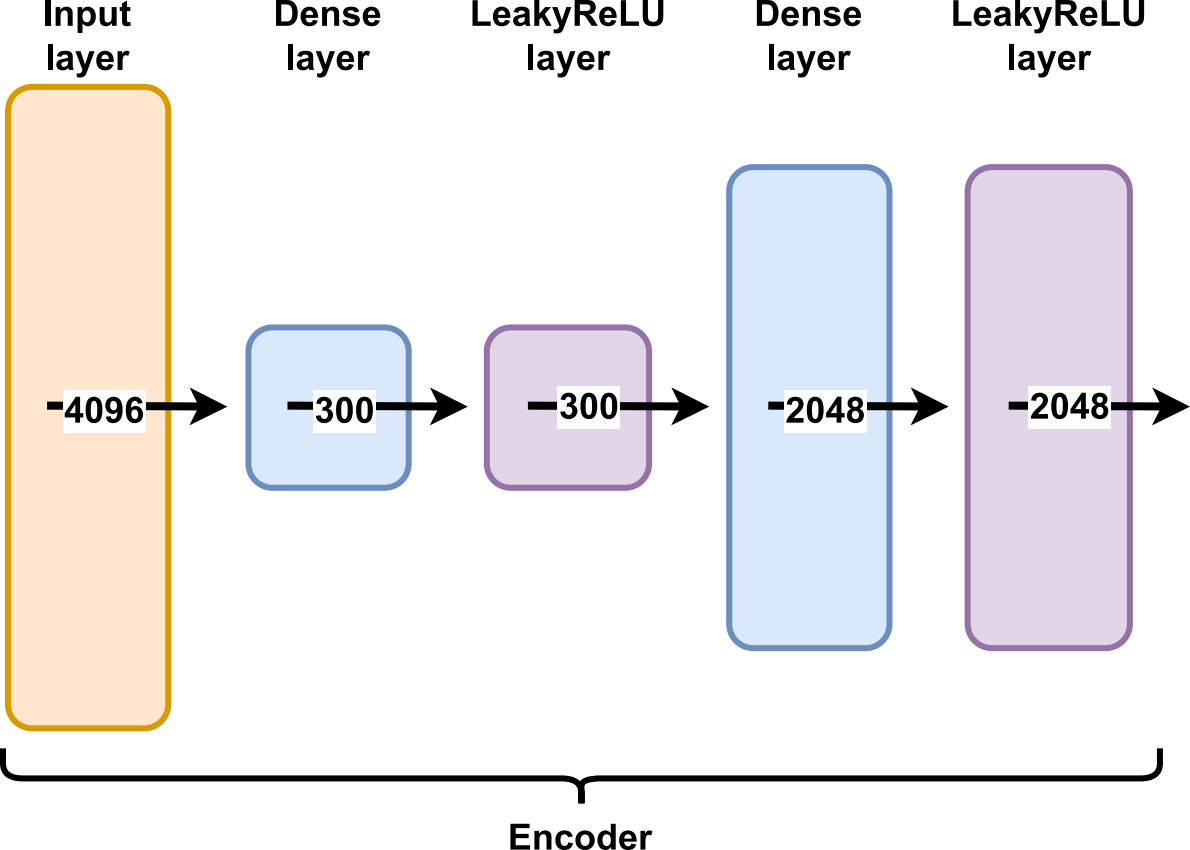 Input
layer
Dense
layer
LeakyReLU
layer
Dense
layer
LeakyReLU
layer
4096
300
300
2048
2048
Encoder